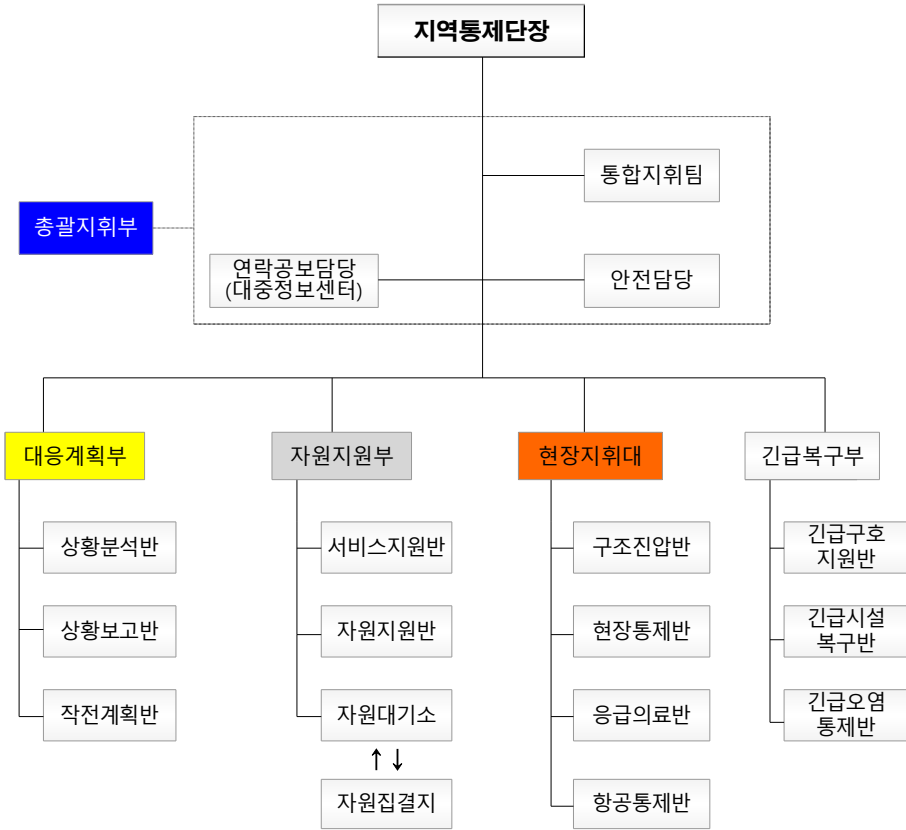 지역통제단장
통합지휘팀
총괄지휘부
연락공보담당
(대중정보센터)
안전담당
대응계획부
자원지원부
현장지휘대
긴급복구부
상황분석반
서비스지원반
구조진압반
긴급구호
지원반
상황보고반
자원지원반
현장통제반
긴급시설
복구반
작전계획반
자원대기소
응급의료반
긴급오염
통제반
↑↓
자원집결지
항공통제반